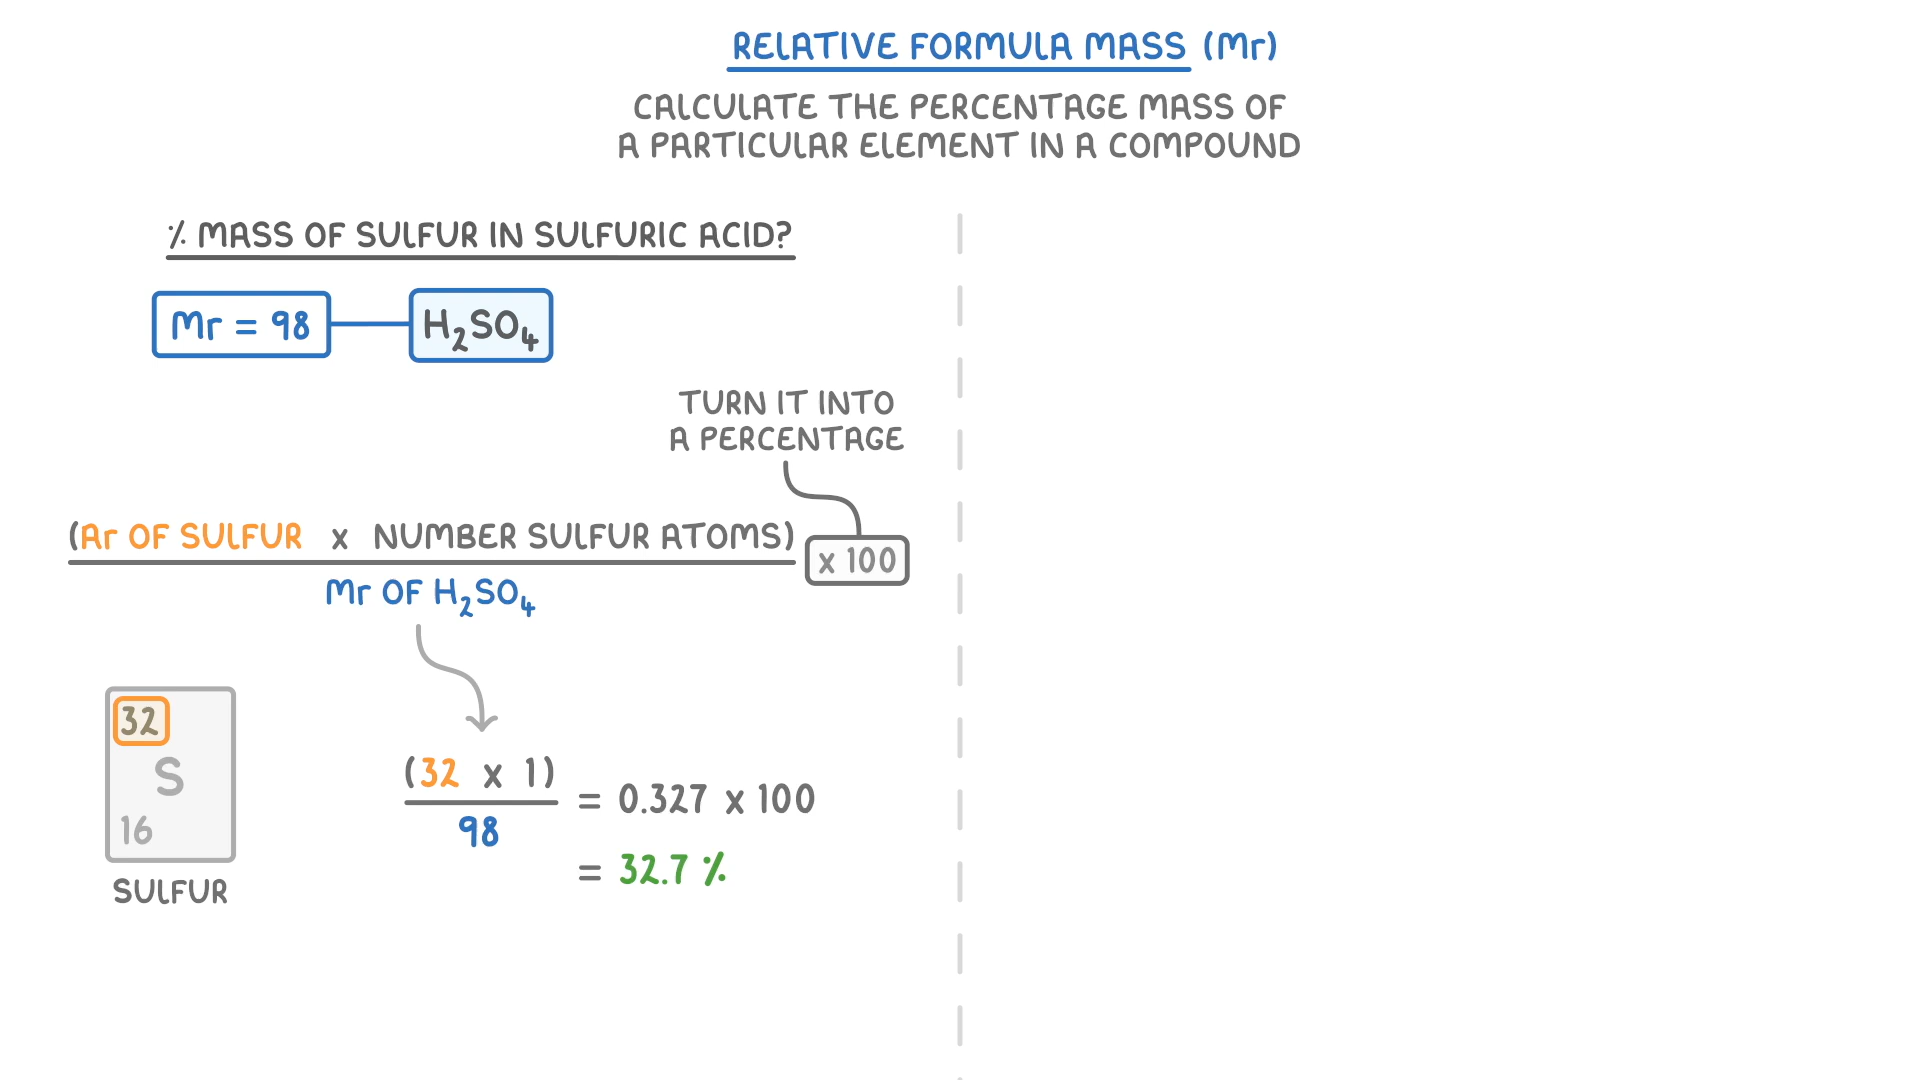 RELATIVE FORMULA MASS (Mr)
CALCULATE THE PERCENTAGE MASS OF
A PARTICULAR ELEMENT IN A COMPOUND
% MASS OF SULFUR IN SULFURIC ACID?
Mr = 98
H₂SO₄
TURN IT INTO
A PERCENTAGE
(Ar OF SULFUR x NUMBER SULFUR ATOMS)
x 100
Mr OF H₂SO₄
32
S
16
SULFUR
(32 x 1)
98
= 0.327 x 100
= 32.7 %